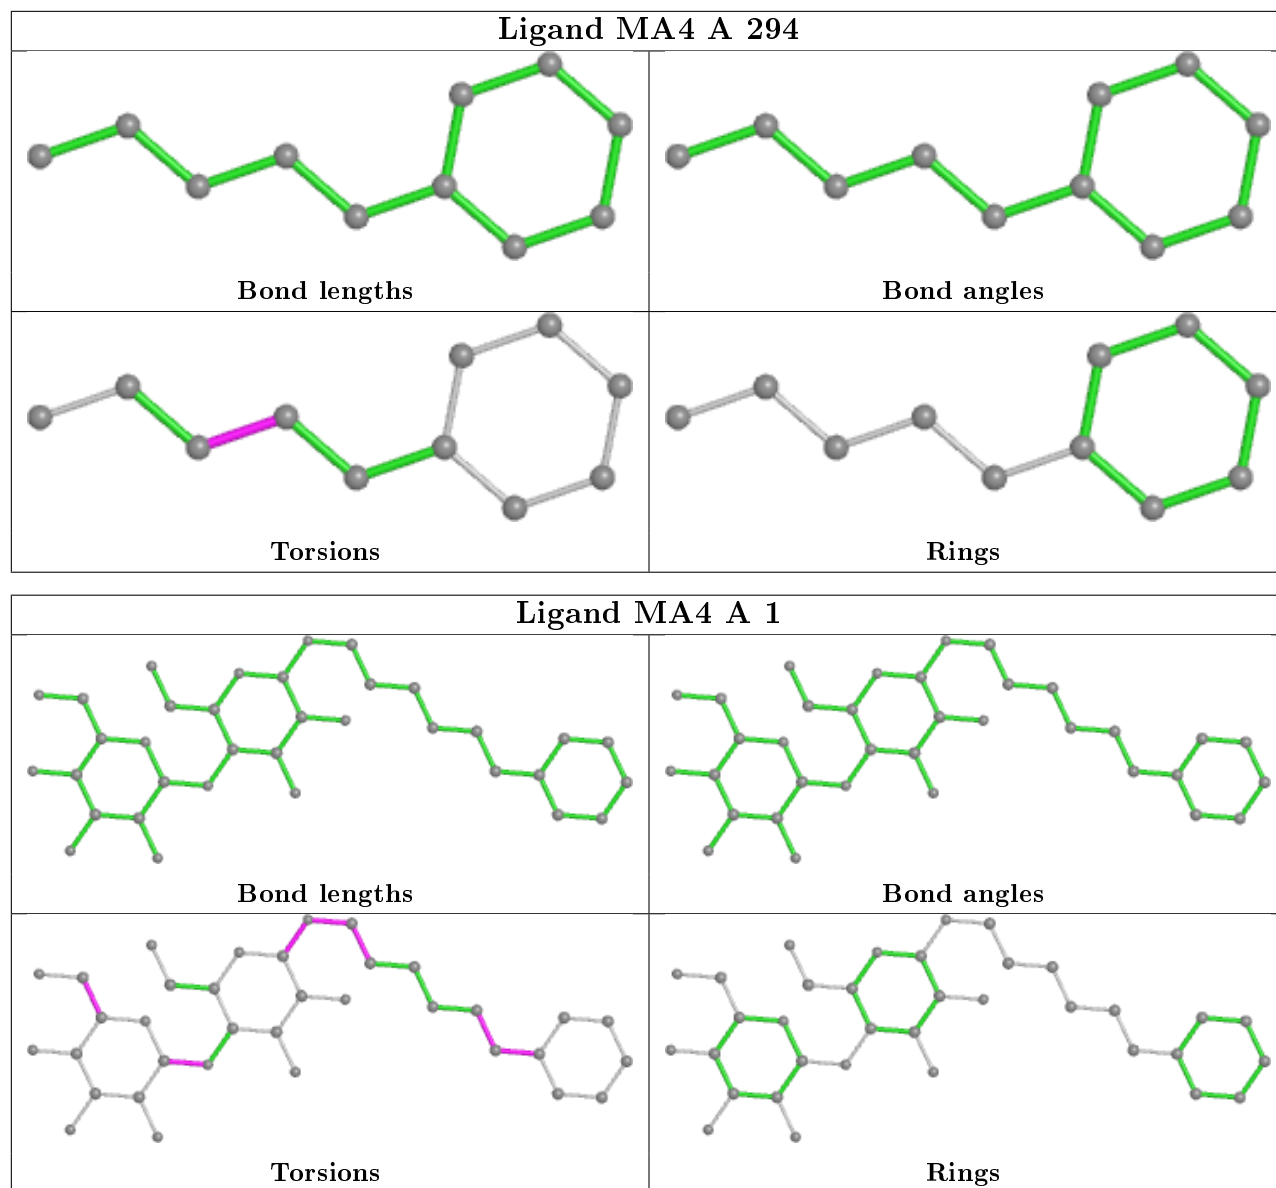 Ligand MA4 A 294
Bond lengths
Bond angles
Torsions
Rings
Ligand MA4 A 1
Bond lengths
Bond angles
Torsions
Rings